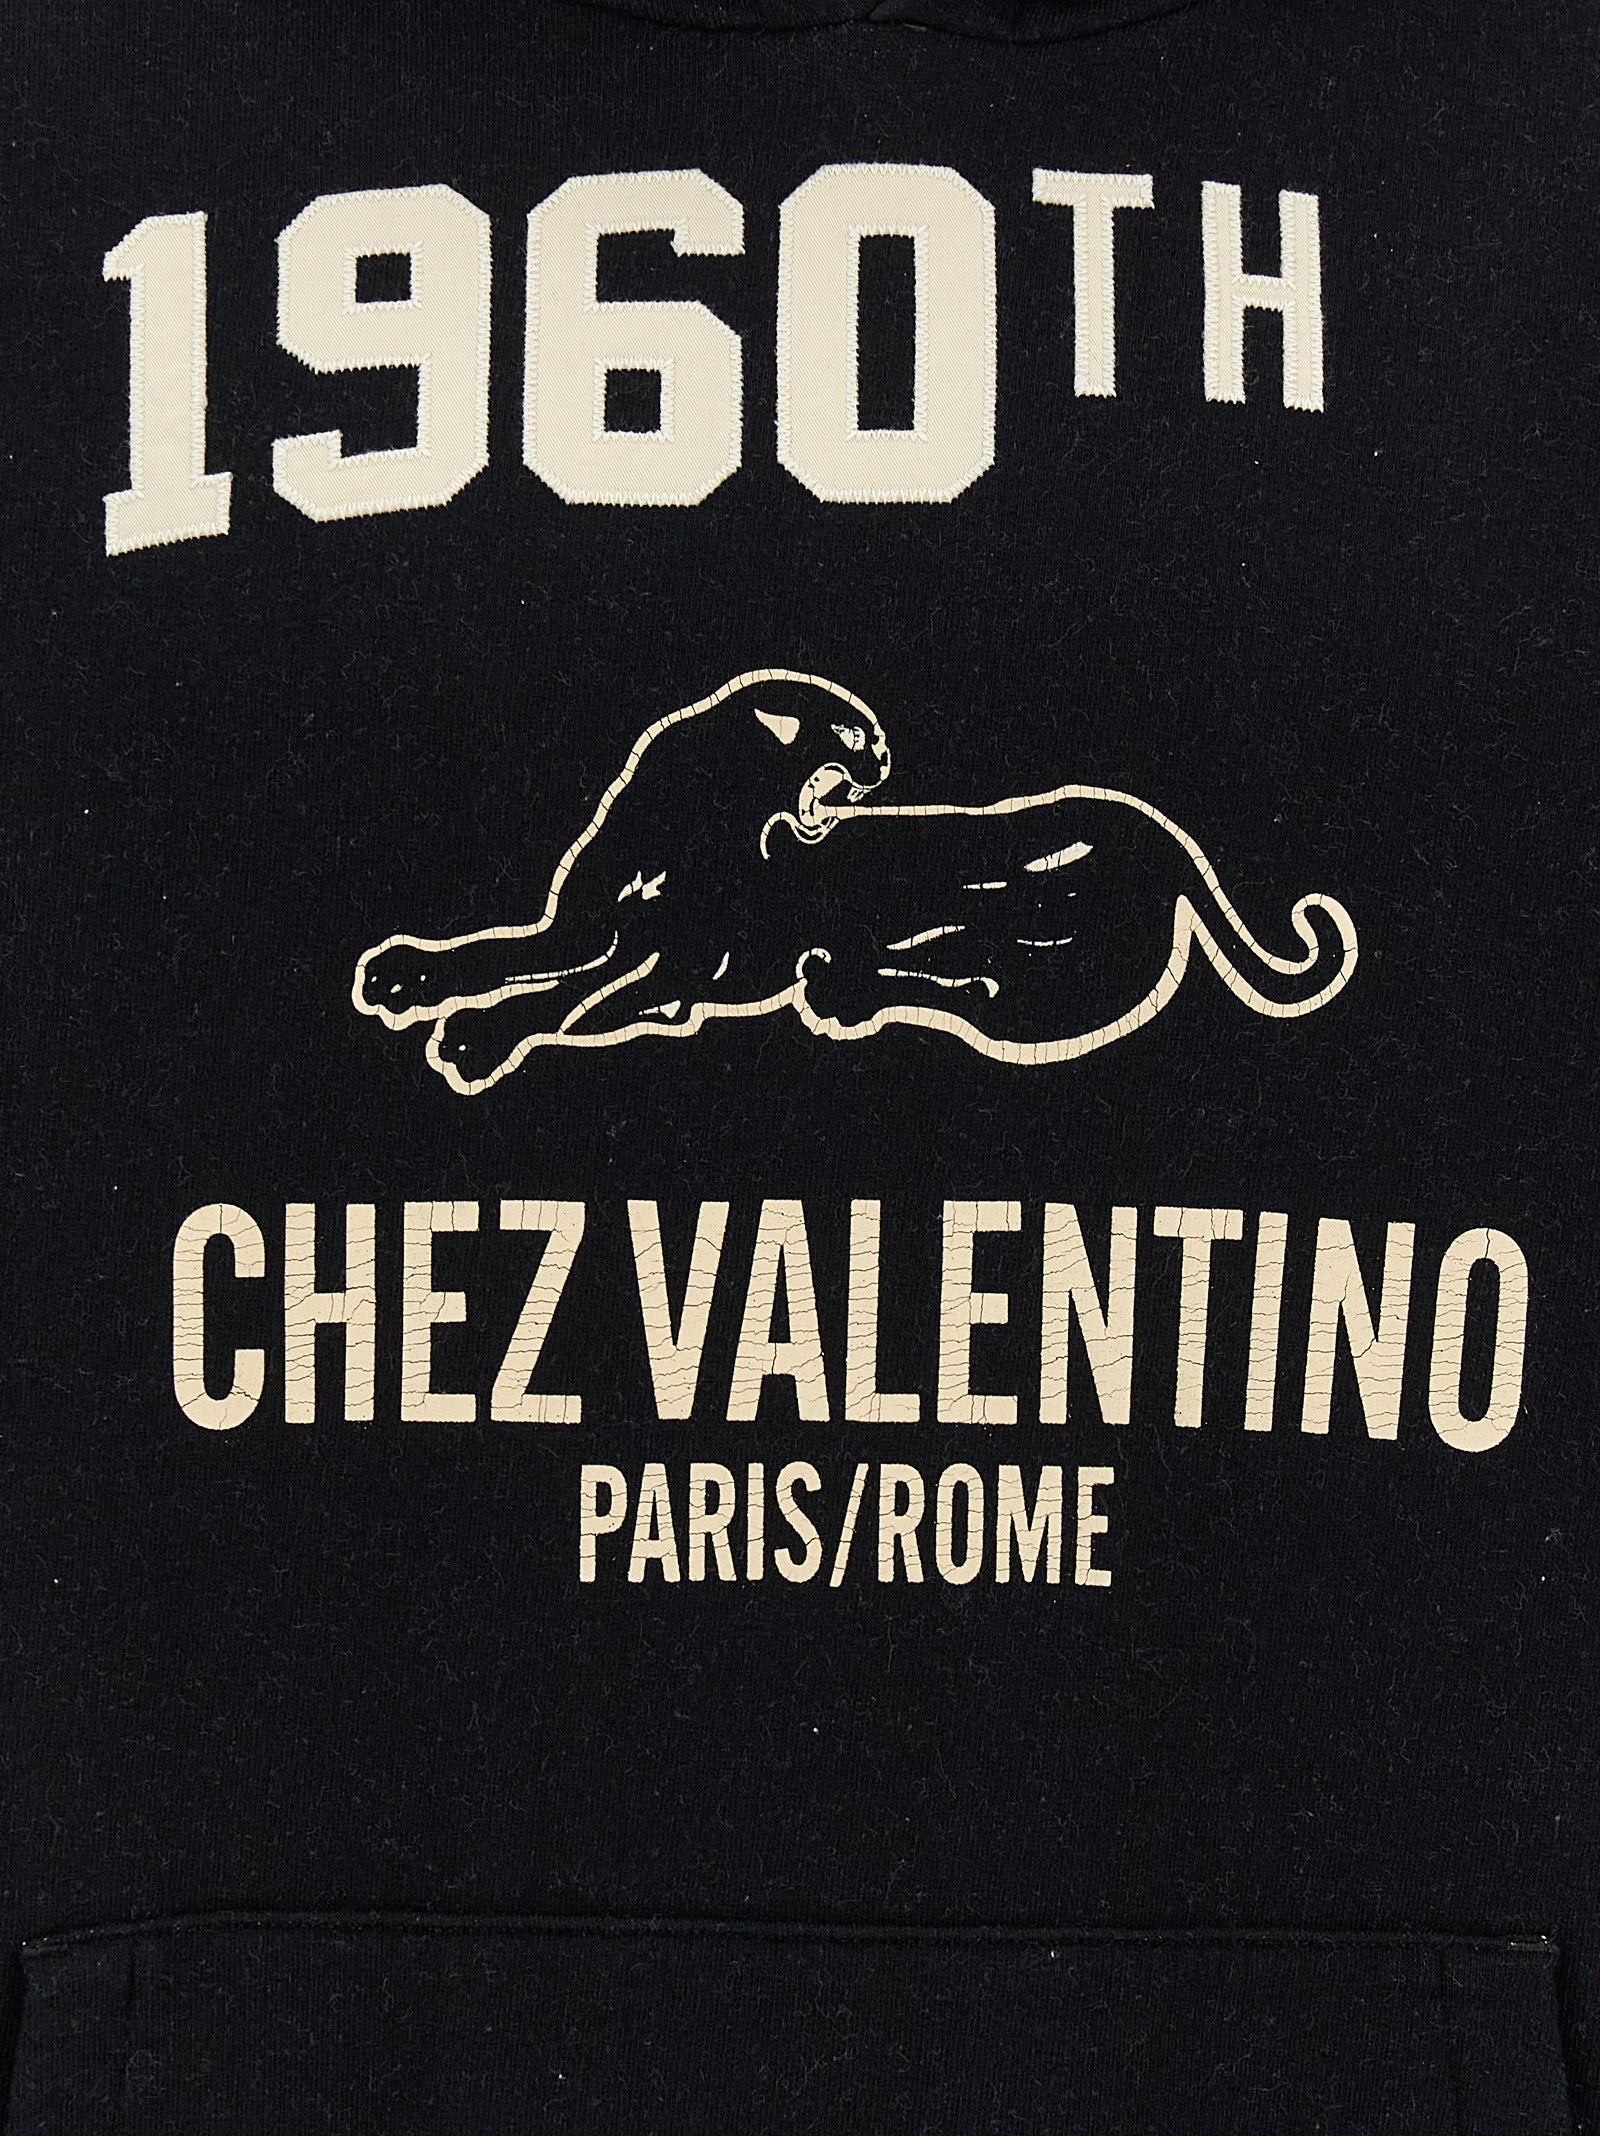 1960TH
CHEZ VALENTINO
PARIS/ROME